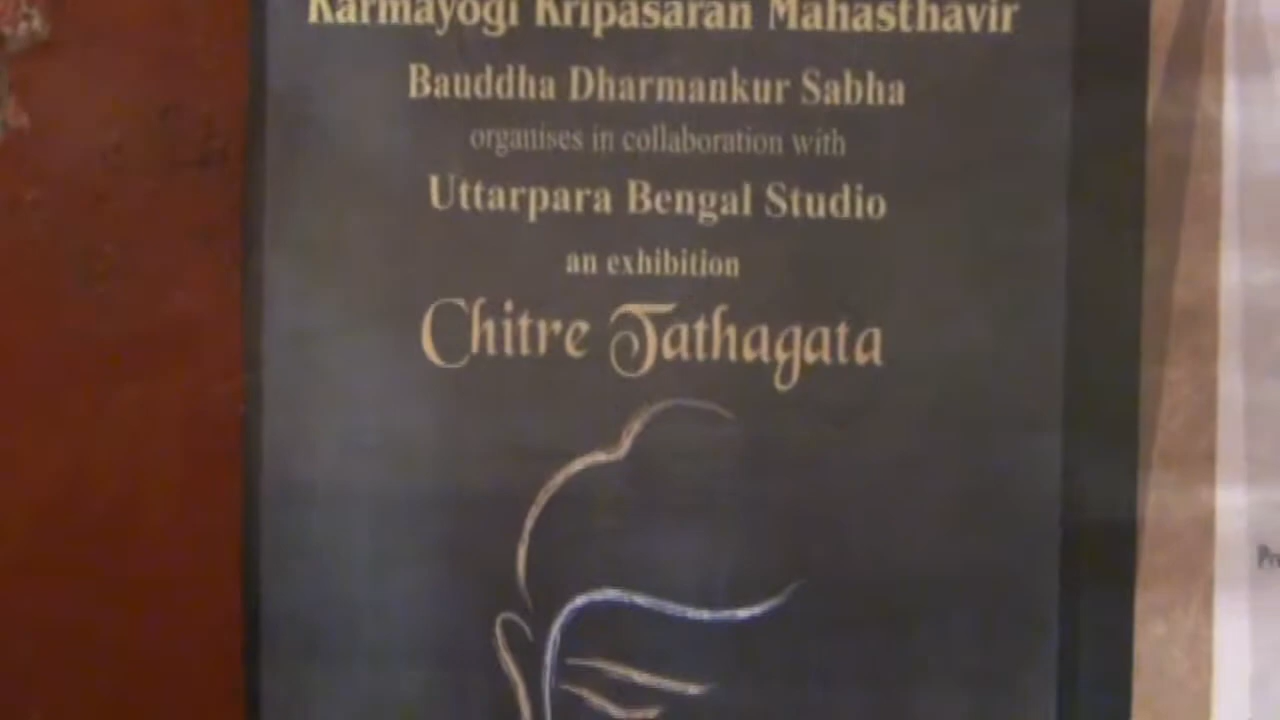 Karmayogi Kripasaran Mahasthavir
Bauddha Dharmankur Sabha
organises in collaboration with
Uttarpara Bengal Studio
an exhibition
Chitre Tathagata